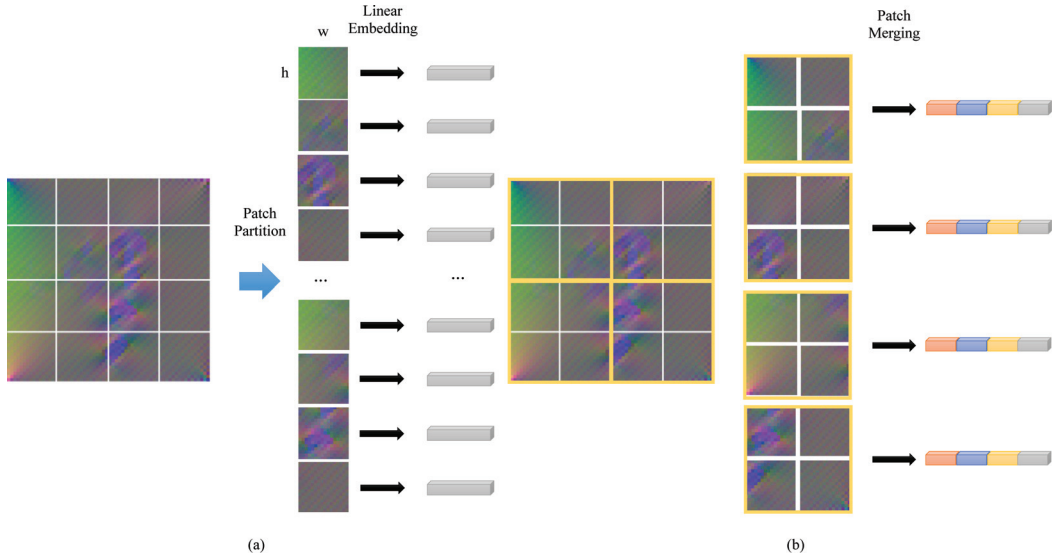 Linear
Embedding
w
h
Patch
Partition
...
...
(a)
Patch
Merging
(b)